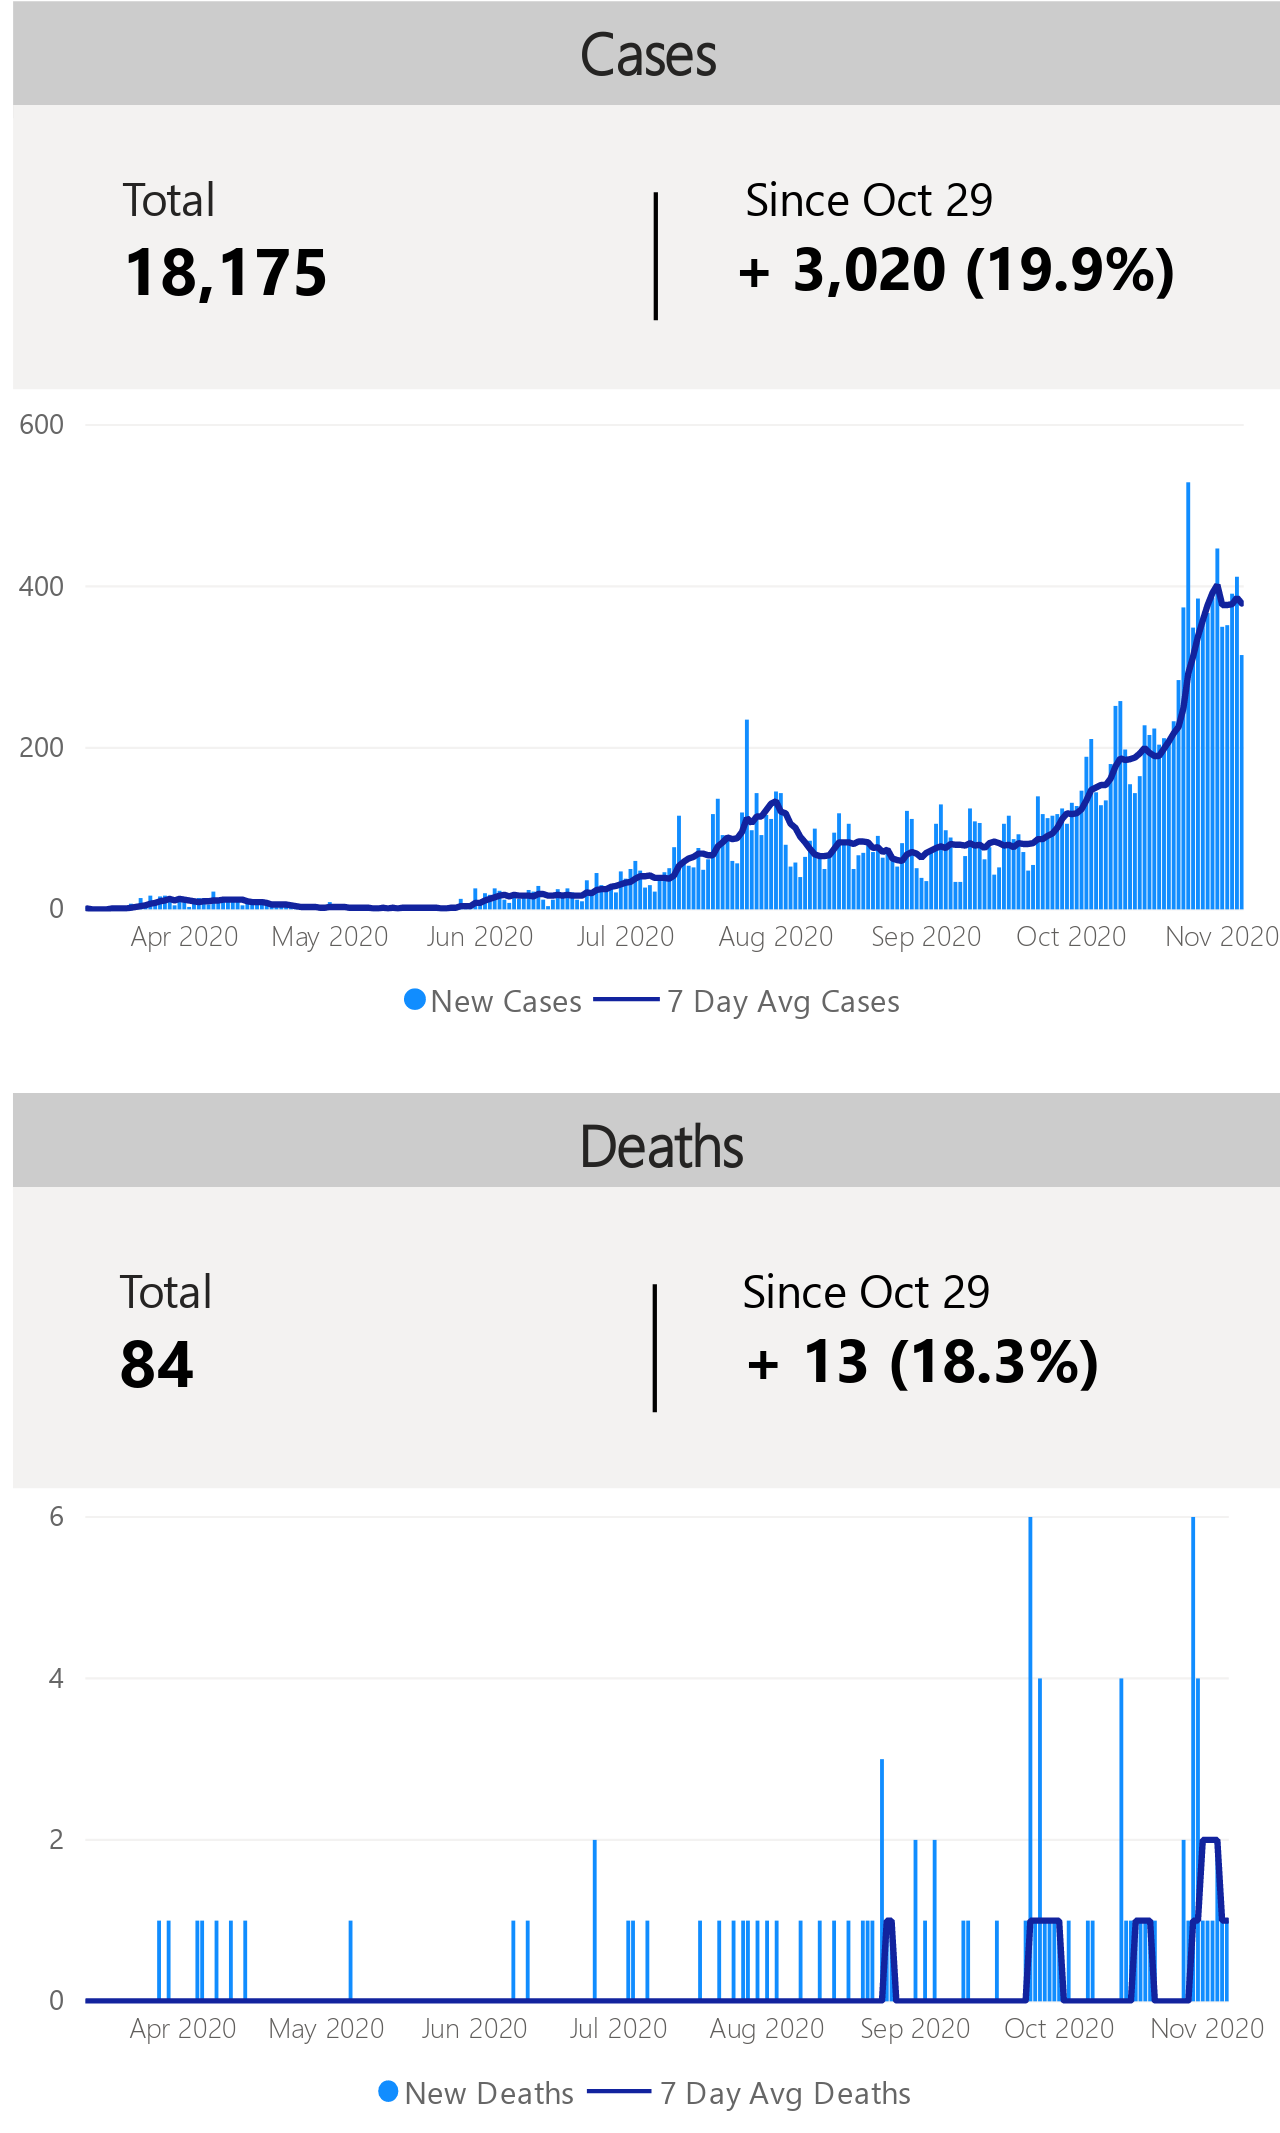 Cases
Total
Since Oct 29
18,175
+ 3,020 (19.9%)
600
400
200
0
Apr 2020 May 2020 Jun 2020 Jul 2020 Aug 2020 Sep 2020 Oct 2020 Nov 2020
New Cases 7 Day Avg Cases
Deaths
Total
Since Oct 29
84
+ 13 (18.3%)
6
4
2
0
Apr 2020 May 2020 Jun 2020 Jul 2020 Aug 2020 Sep 2020 Oct 2020 Nov 2020
New Deaths 7 Day Avg Deaths